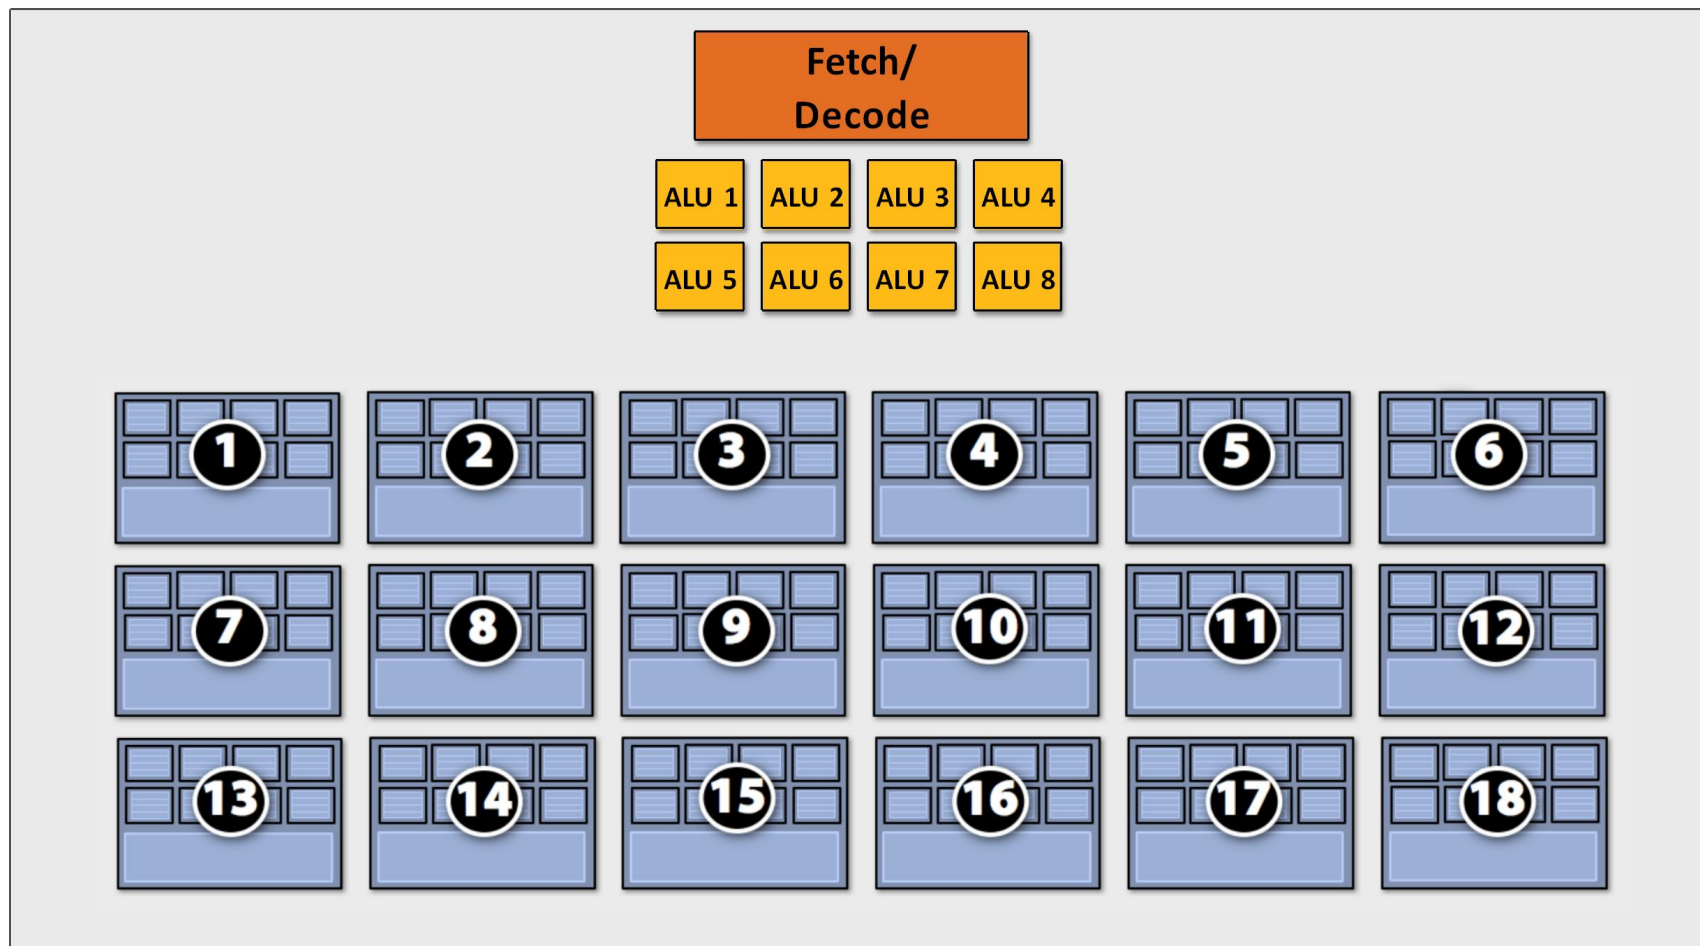 Fetch/
Decode
ALU 1 ALU 2 ALU 3 ALU 4
ALU 5 ALU 6 ALU 7 ALU 8
1 2 3 4 5 6
7 8 9 10 11 12
13 14 15 16 17 18